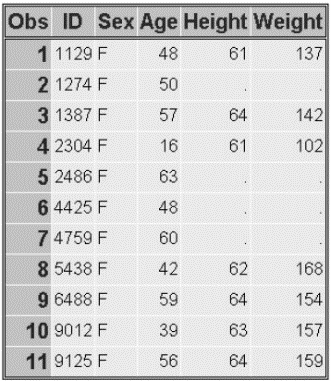 Obs ID Sex Age Height Weight
1 1129 F 48 61 137
2 1274 F 50 . .
3 1387 F 57 64 142
4 2304 F 16 61 102
5 2486 F 63 . .
6 4425 F 48 . .
7 4759 F 60 . .
8 5438 F 42 62 168
9 6488 F 59 64 154
10 9012 F 39 63 157
11 9125 F 56 64 159